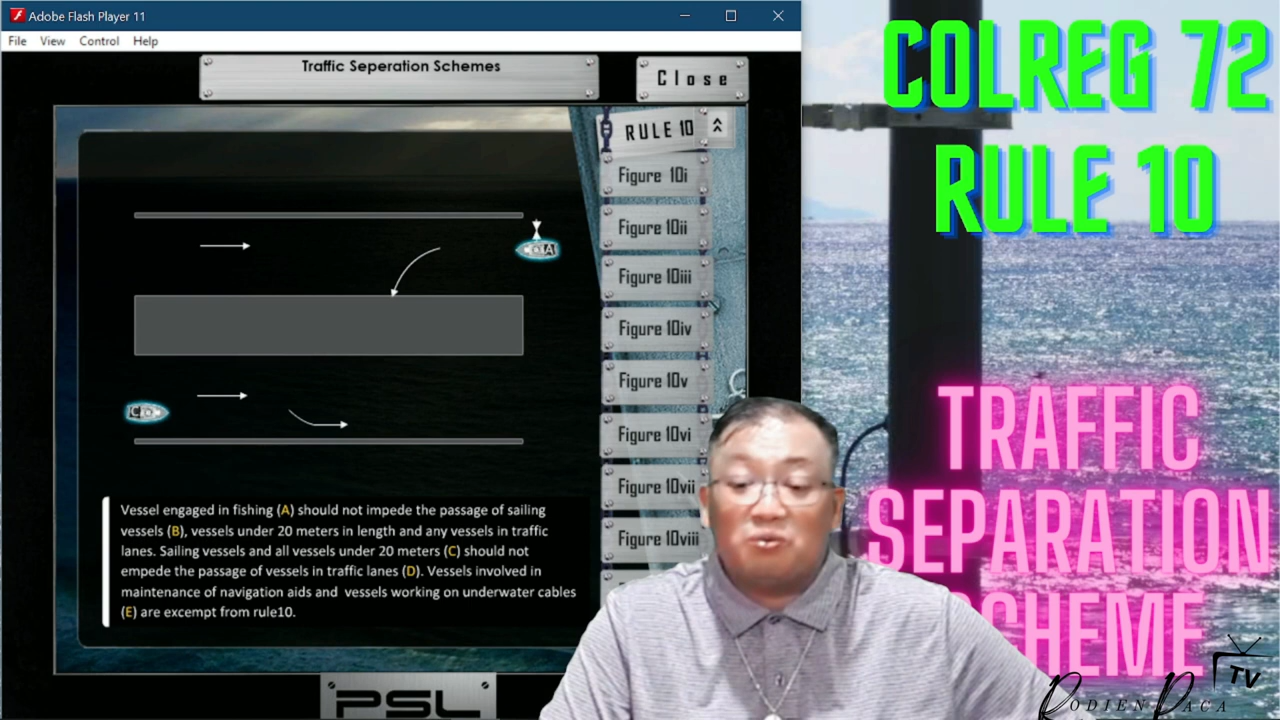 Adobe Flash Player 11
File View Control Help
Traffic Seperation Schemes
Close
COLREG 72
RULE 10
RULE 10
Figure 10i
Figure 10ii
Figure 10iii
Figure 10iv
Figure 10v
Figure 10vi
Figure 10vii
Figure 10viii
A
C
TRAFFIC
SEPARATION
SCHEME
Vessel engaged in fishing (A) should not impede the passage of sailing
vessels (B), vessels under 20 meters in length and any vessels in traffic
lanes. Sailing vessels and all vessels under 20 meters (C) should not
empede the passage of vessels in traffic lanes (D). Vessels involved in
maintenance of navigation aids and vessels working on underwater cables
(E) are excempt from rule10.
PSL
RODIEN PACA
TV